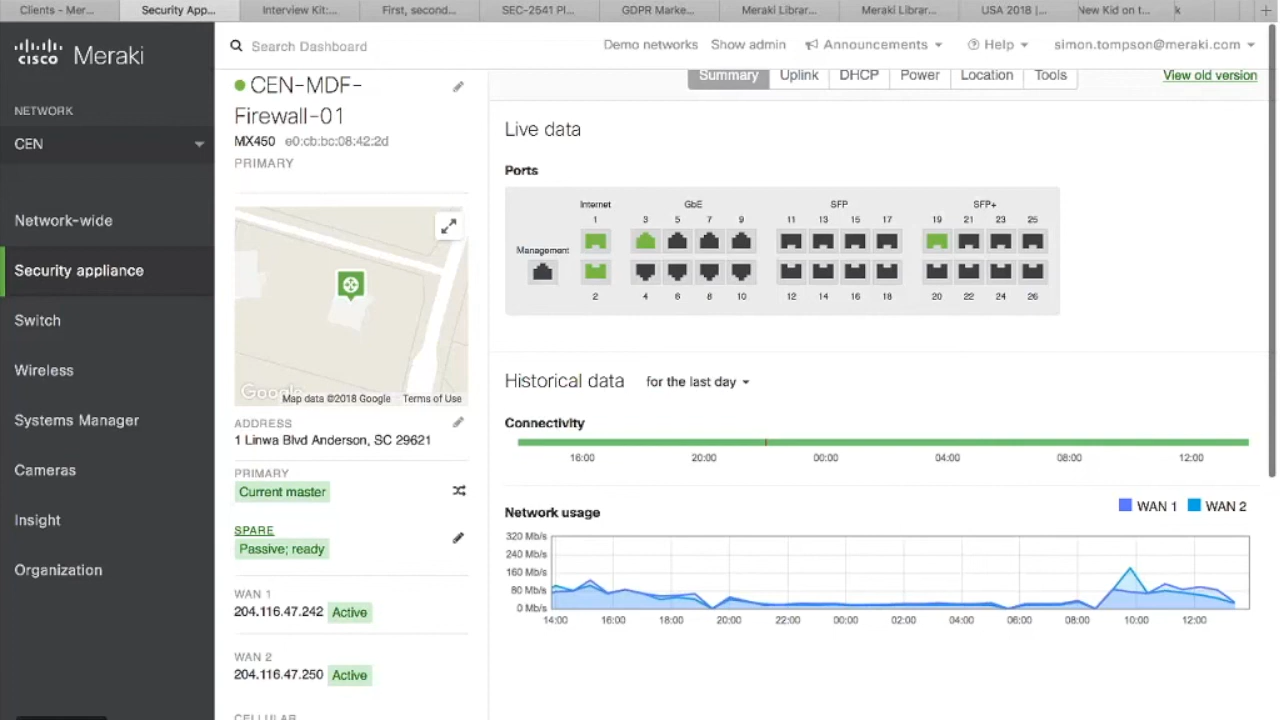 Clients - Mer...
Security App...
Interview Kit:...
First, second...
SEC-2541 Pl...
GDPR Marke...
Meraki Librar...
Meraki Librar...
USA 2018 |...
New Kid on t...
k
+
cisco Meraki
Search Dashboard
Demo networks
Show admin
Announcements
Help
simon.tompson@meraki.com
NETWORK
CEN
Network-wide
Security appliance
Switch
Wireless
Systems Manager
Cameras
Insight
Organization
CEN-MDF-
Firewall-01
MX450 e0:cb:bc:08:42:2d
PRIMARY
Google
Map data ©2018 Google Terms of Use
ADDRESS
1 Linwa Blvd Anderson, SC 29621
PRIMARY
Current master
SPARE
Passive; ready
WAN 1
204.116.47.242 Active
WAN 2
204.116.47.250 Active
CELLULAR
Summary Uplink DHCP Power Location Tools
View old version
Live data
Ports
Internet GbE SFP SFP+
1 3 5 7 9 11 13 15 17 19 21 23 25
Management
2 4 6 8 10 12 14 16 18 20 22 24 26
Historical data for the last day
Connectivity
16:00 20:00 00:00 04:00 08:00 12:00
Network usage
WAN 1 WAN 2
320 Mb/s
240 Mb/s
160 Mb/s
80 Mb/s
0 Mb/s
14:00 16:00 18:00 20:00 22:00 00:00 02:00 04:00 06:00 08:00 10:00 12:00